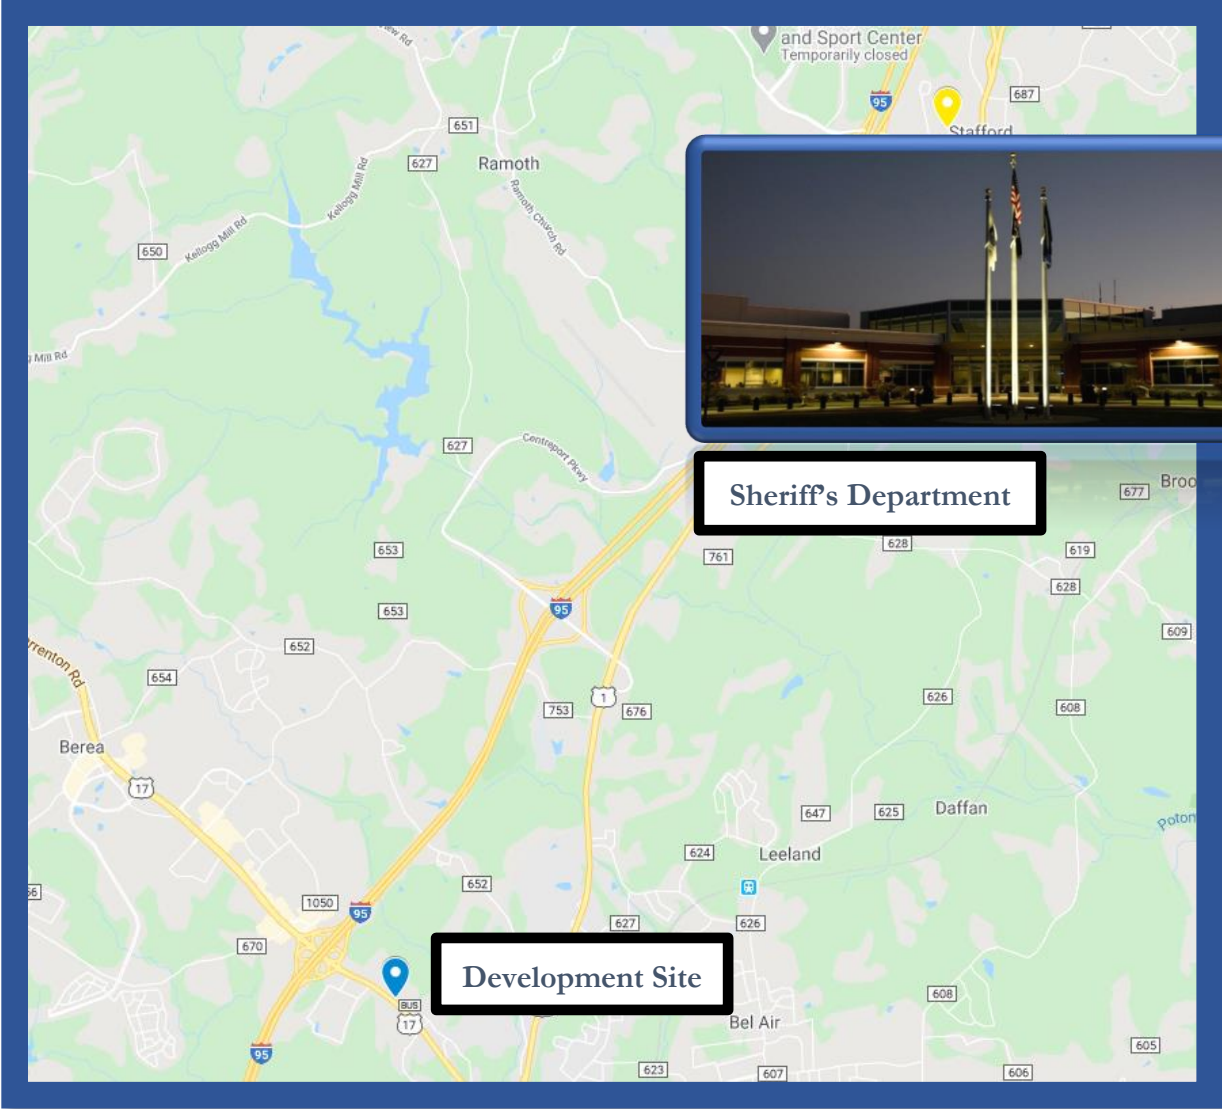 and Sport Center
Temporarily closed
95
687
Stafford
651
627
Ramoth
Kellogg Mill Rd
Ramoth Church Rd
650
Kellogg Mill Rd
Mill Rd
627
Centreport Pkwy
Sheriff's Department
677
Broo
653
761
628
619
628
95
653
609
652
rrenton Rd
654
626
608
1
753
676
Berea
17
647
625
Daffan
Poton
624
Leeland
652
1050
95
627
626
670
Development Site
608
BUS
17
Bel Air
95
605
623
607
606